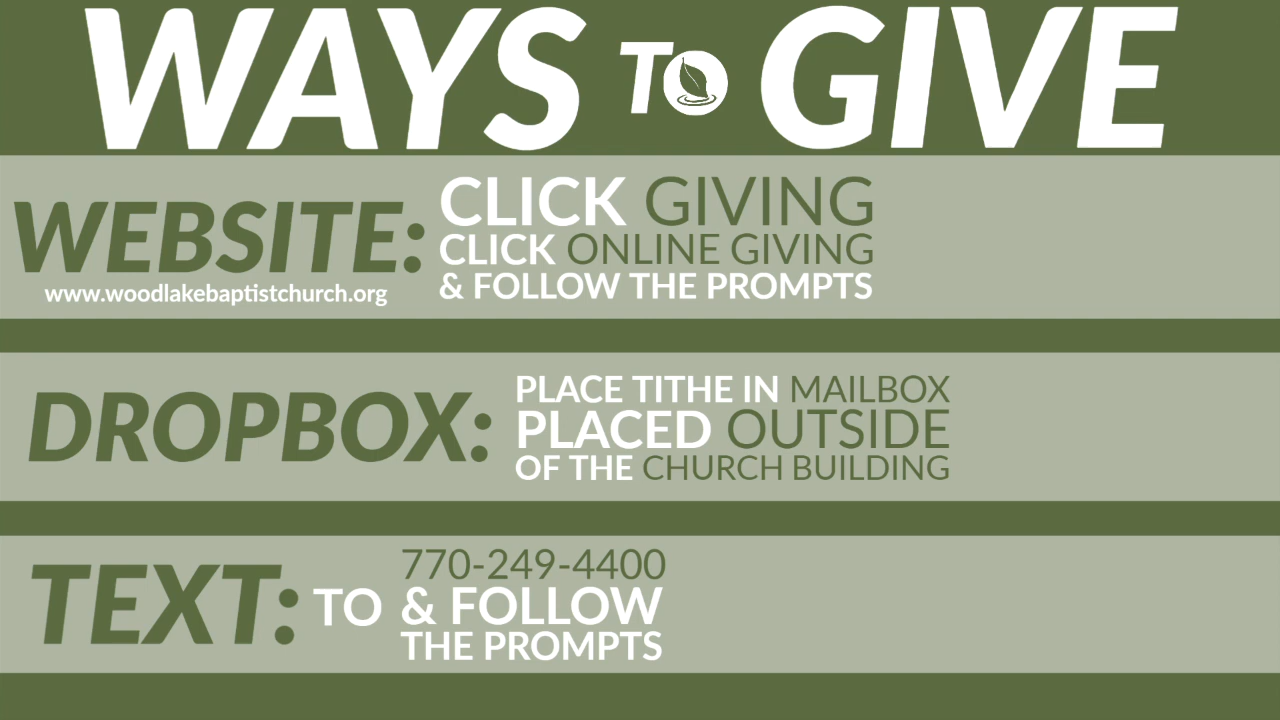 WAYS TO GIVE
WEBSITE:
www.woodlakebaptistchurch.org
CLICK GIVING
CLICK ONLINE GIVING
& FOLLOW THE PROMPTS
DROPBOX:
PLACE TITHE IN MAILBOX
PLACED OUTSIDE
OF THE CHURCH BUILDING
TEXT:
TO
770-249-4400
& FOLLOW
THE PROMPTS